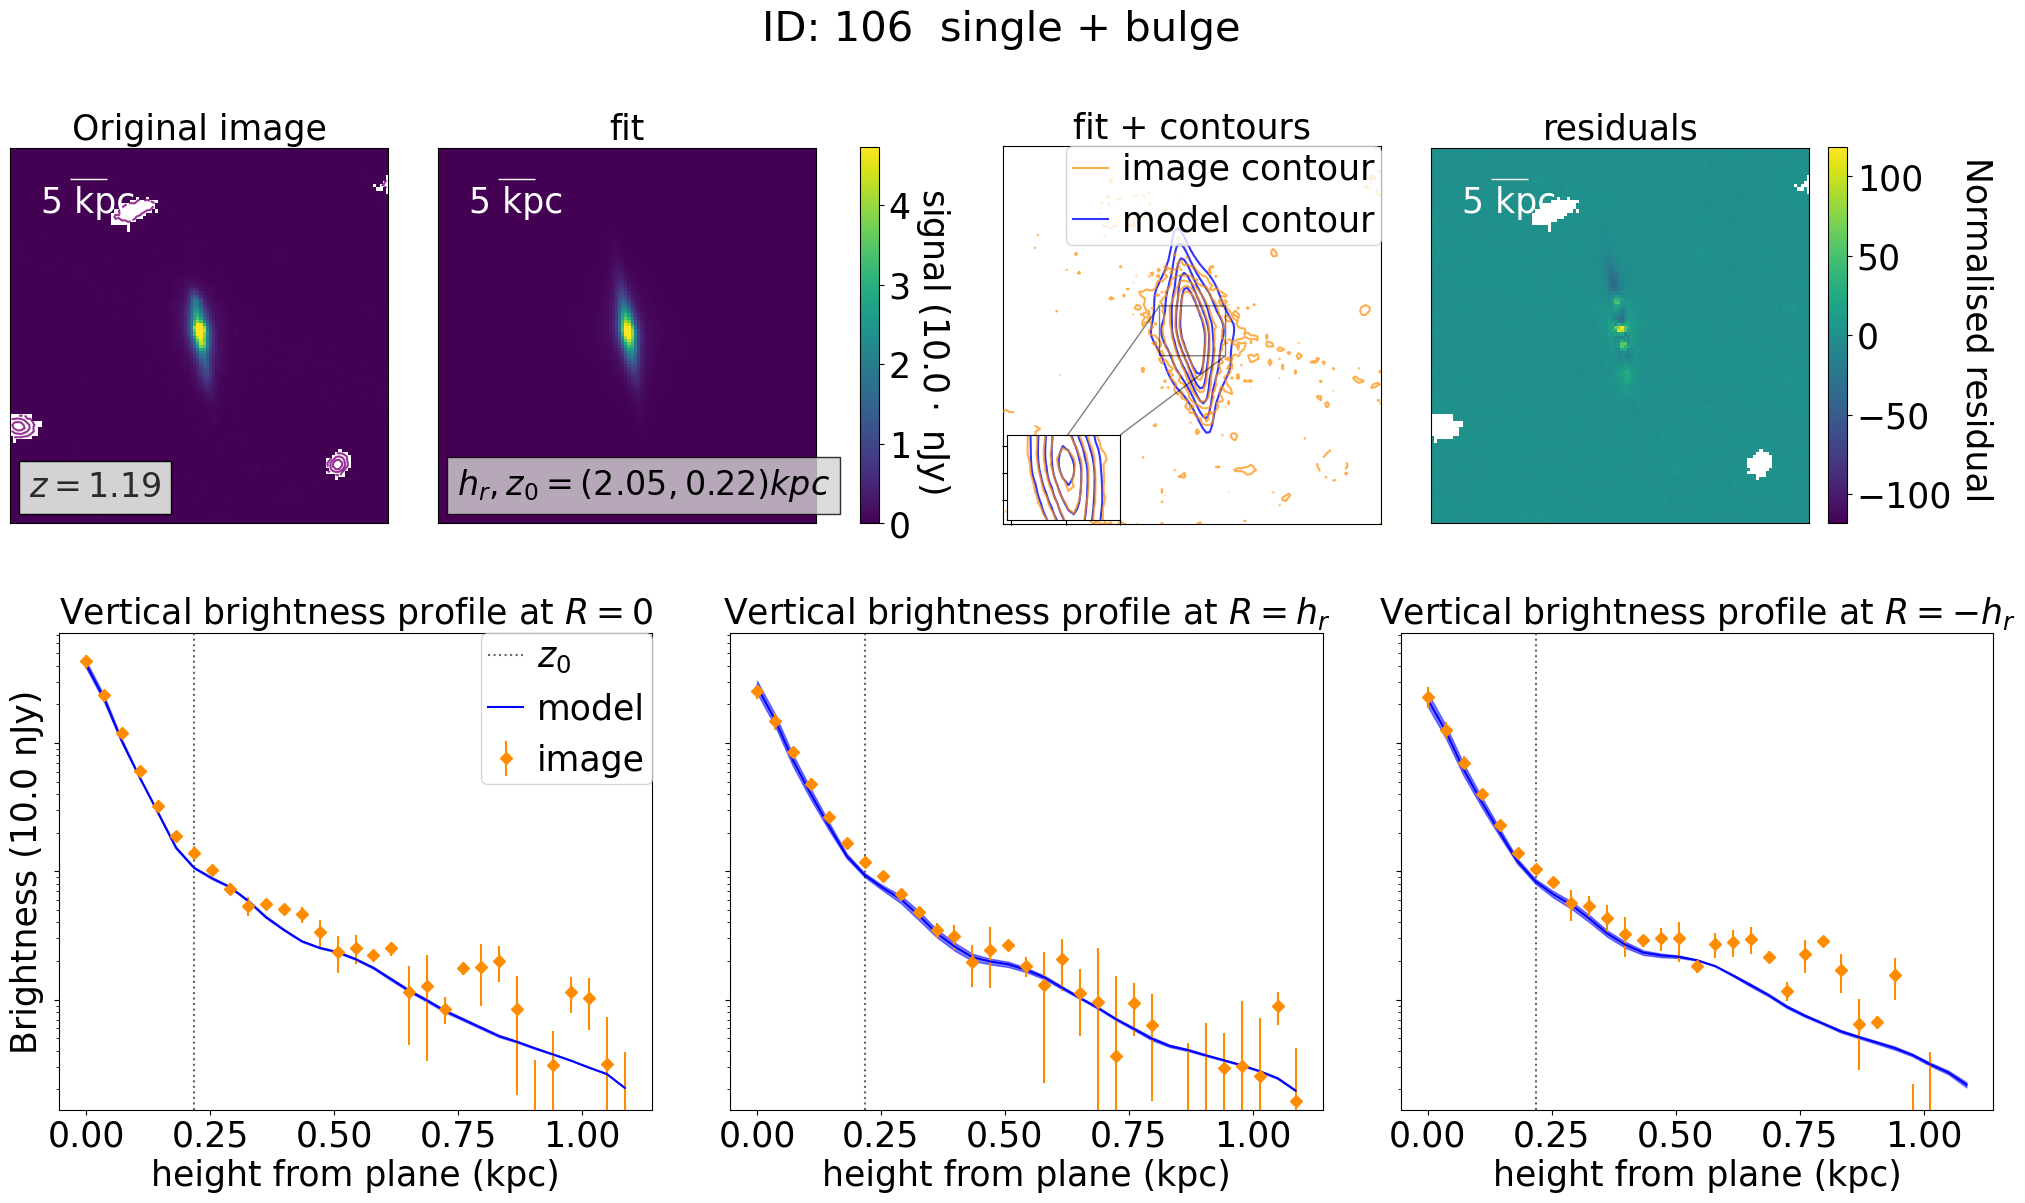 ID: 106  single + bulge
Original image
fit
fit + contours
residuals
5 kpc
5 kpc
image contour
model contour
5 kpc
z = 1.19
h_r, z_0 = (2.05, 0.22)kpc
4
3
2
1
0
signal (10.0 · nJy)
100
50
0
−50
−100
Normalised residual
Vertical brightness profile at R = 0
Vertical brightness profile at R = h_r
Vertical brightness profile at R = −h_r
z_0
model
image
Brightness (10.0 nJy)
0.00 0.25 0.50 0.75 1.00
0.00 0.25 0.50 0.75 1.00
0.00 0.25 0.50 0.75 1.00
height from plane (kpc)
height from plane (kpc)
height from plane (kpc)